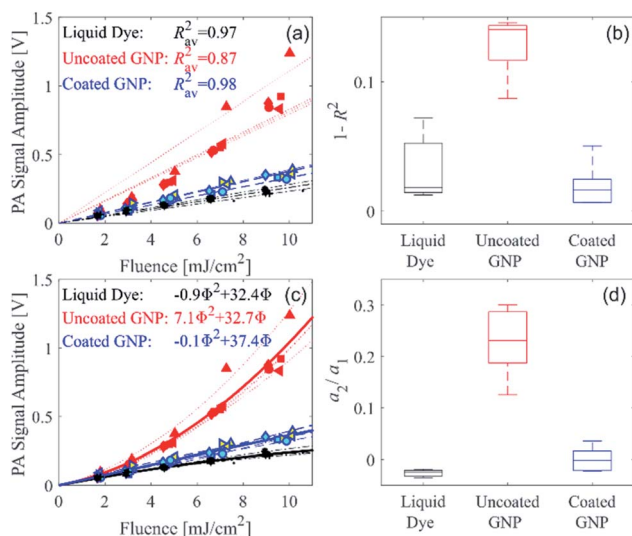 PA Signal Amplitude [V]
1.5
1
0.5
0
Liquid Dye: R²av=0.97
(a)
Uncoated GNP: R²av=0.87
Coated GNP: R²av=0.98
0 2 4 6 8 10
Fluence [mJ/cm²]
(b)
1- R²
0.1
0
Liquid Dye
Uncoated GNP
Coated GNP
PA Signal Amplitude [V]
1.5
1
0.5
0
Liquid Dye: -0.9Φ²+32.4Φ
(c)
Uncoated GNP: 7.1Φ²+32.7Φ
Coated GNP: -0.1Φ²+37.4Φ
0 2 4 6 8 10
Fluence [mJ/cm²]
(d)
a₂/a₁
0.3
0.2
0.1
0
Liquid Dye
Uncoated GNP
Coated GNP